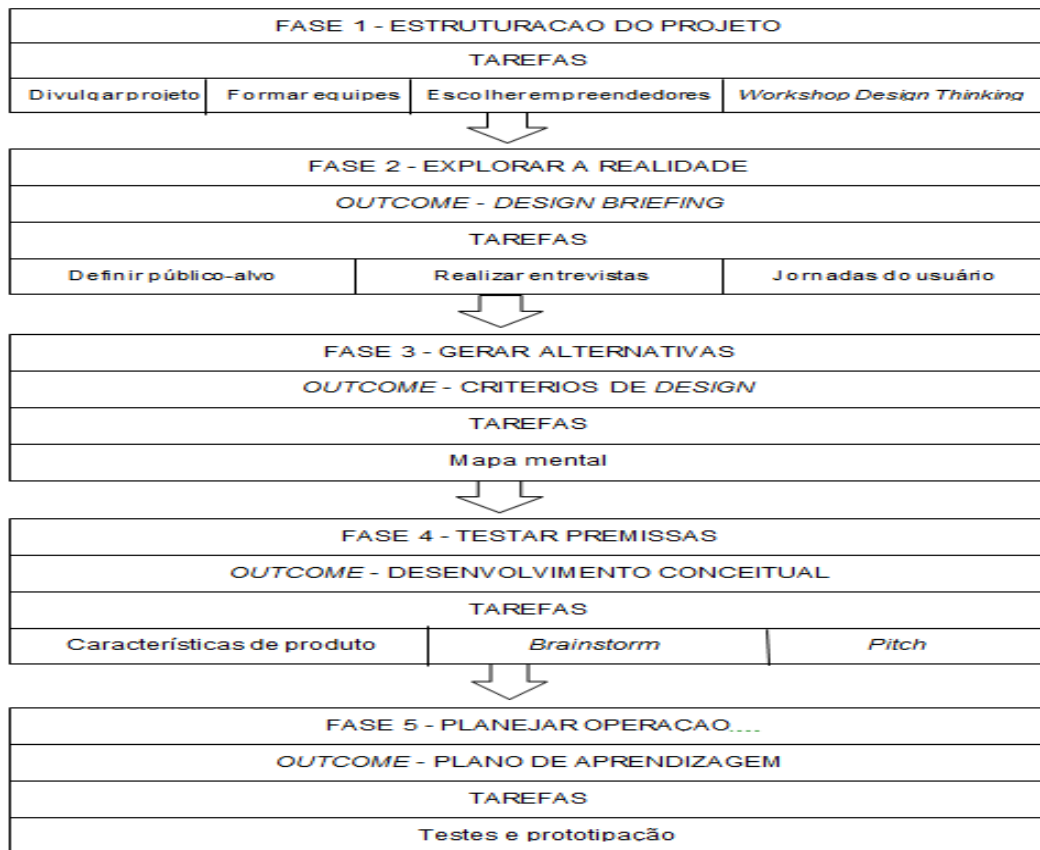 FASE 1 - ESTRUTURACAO DO PROJETO
TAREFAS
Divulgar projeto Formar equipes Escolher empreendedores Workshop Design Thinking
FASE 2 - EXPLORAR A REALIDADE
OUTCOME - DESIGN BRIEFING
TAREFAS
Definir público-alvo Realizar entrevistas Jornadas do usuário
FASE 3 - GERAR ALTERNATIVAS
OUTCOME - CRITERIOS DE DESIGN
TAREFAS
Mapa mental
FASE 4 - TESTAR PREMISSAS
OUTCOME - DESENVOLVIMENTO CONCEITUAL
TAREFAS
Características de produto Brainstorm Pitch
FASE 5 - PLANEJAR OPERAÇAO....
OUTCOME - PLANO DE APRENDIZAGEM
TAREFAS
Testes e prototipação